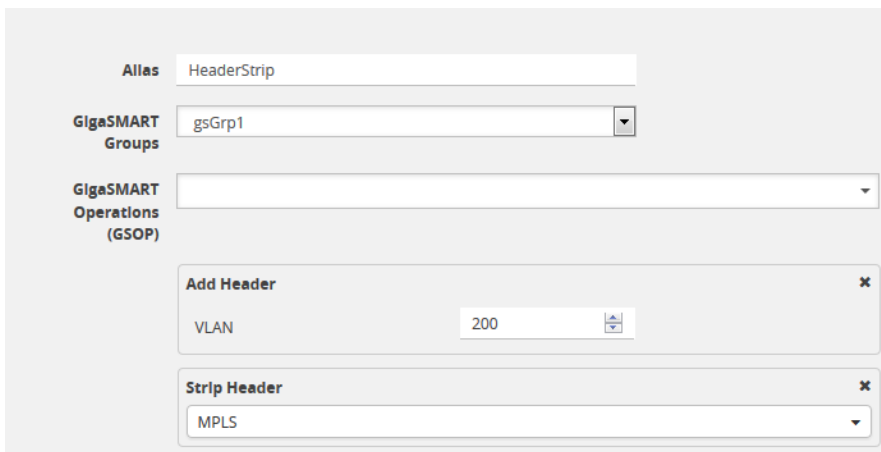 Alias HeaderStrip
GigaSMART Groups gsGrp1
GigaSMART Operations (GSOP)
Add Header
VLAN 200
Strip Header
MPLS